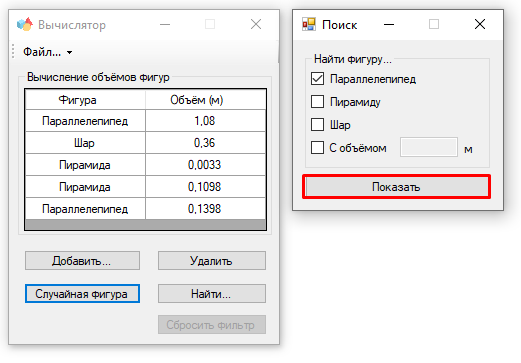 Вычислятор
Файл...
Вычисление объёмов фигур
Фигура Объём (м)
Параллелепипед 1,08
Шар 0,36
Пирамида 0,0033
Пирамида 0,1098
Параллелепипед 0,1398
Добавить... Удалить
Случайная фигура Найти...
Сбросить фильтр
Поиск
Найти фигуру...
Параллелепипед
Пирамиду
Шар
С объёмом м
Показать